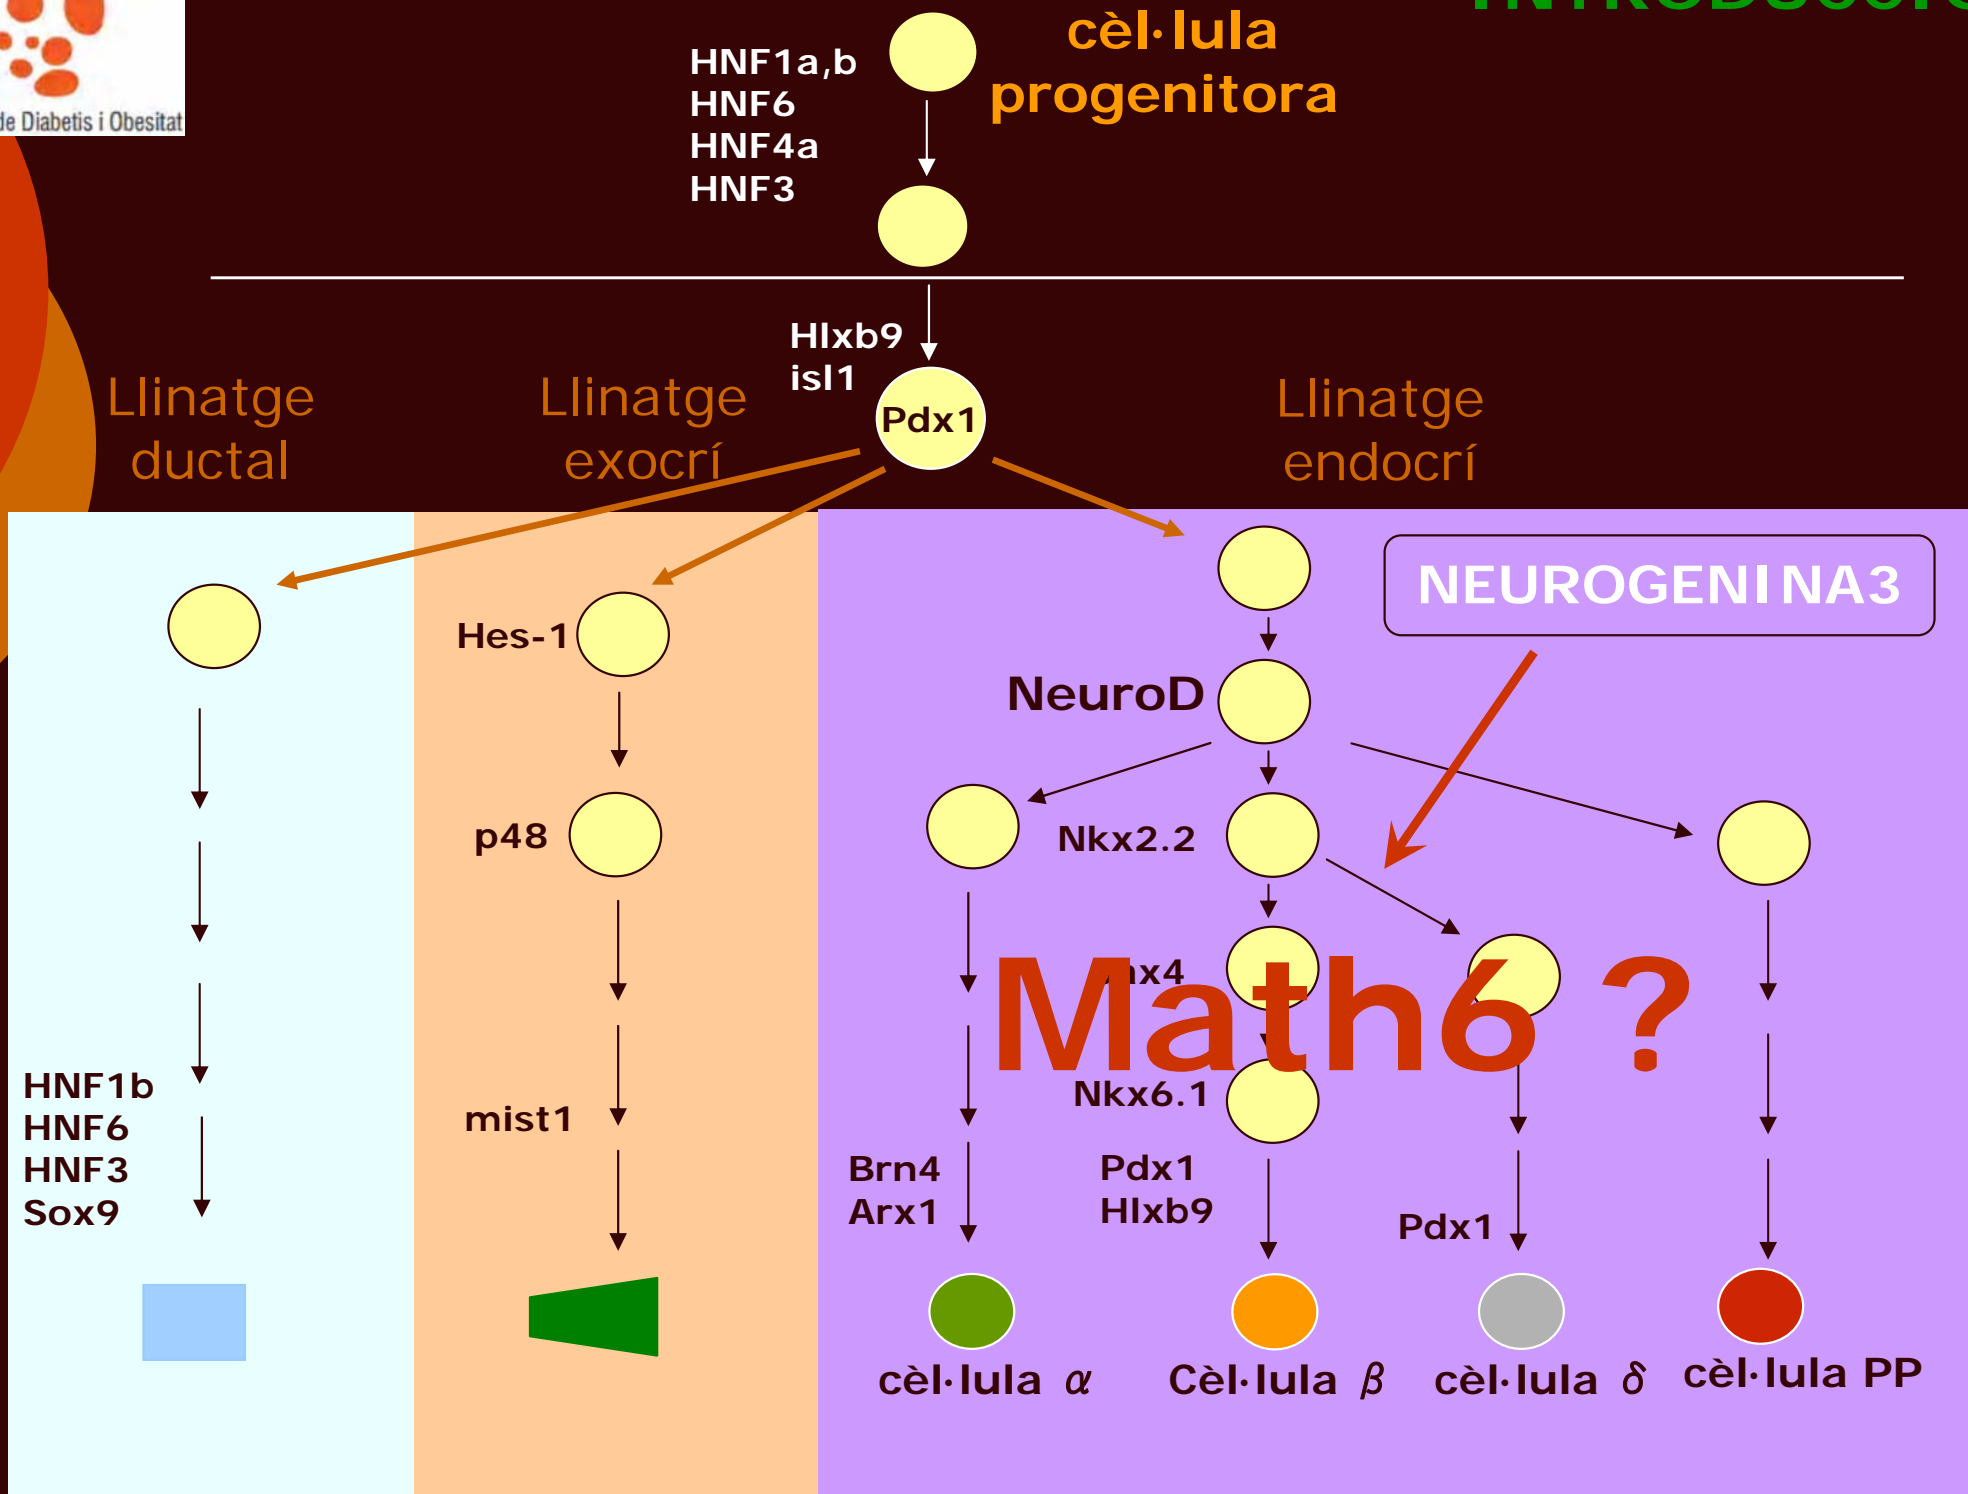 de Diabetis i Obesitat
cèl·lula
progenitora
HNF1a,b
HNF6
HNF4a
HNF3
Hlxb9
isl1
Pdx1
Llinatge
ductal
Llinatge
exocrí
Llinatge
endocrí
NEUROGENINA3
Hes-1
NeuroD
p48
Nkx2.2
Math6 ?
Nkx6.1
HNF1b
HNF6
HNF3
Sox9
mist1
Brn4
Arx1
Pdx1
Hlxb9
Pdx1
cèl·lula α
Cèl·lula β
cèl·lula δ
cèl·lula PP